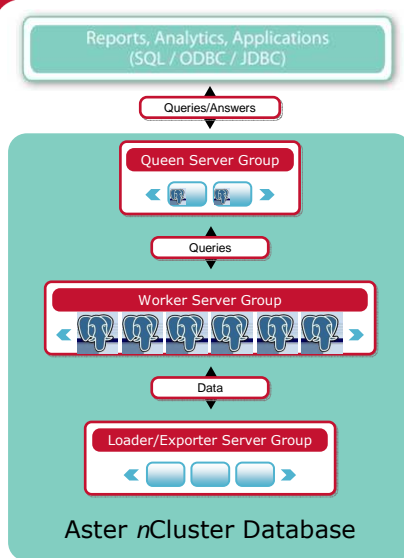 Reports, Analytics, Applications
(SQL / ODBC / JDBC)
Queries/Answers
Queen Server Group
Queries
Worker Server Group
Data
Loader/Exporter Server Group
Aster nCluster Database